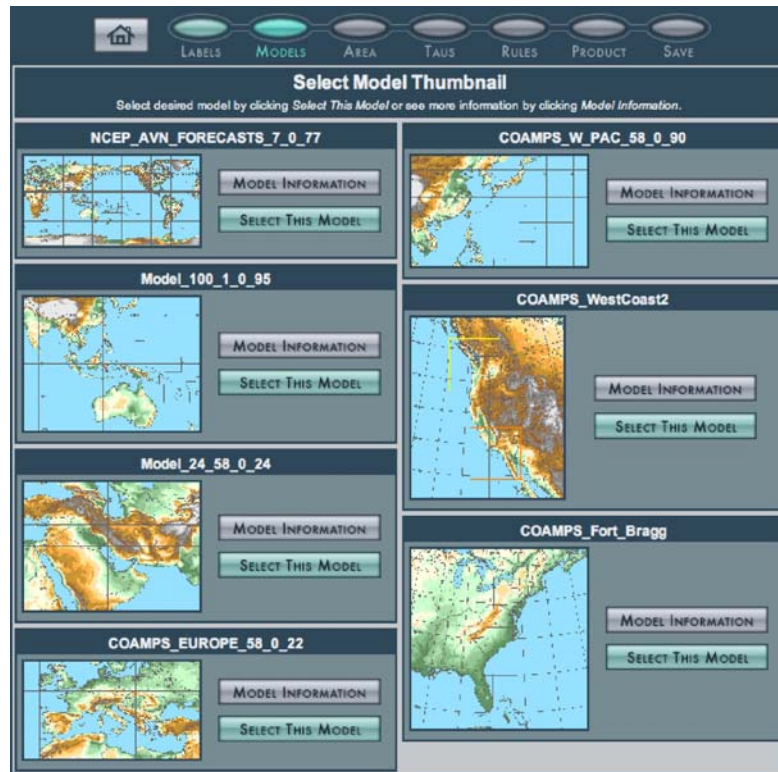 LABELS MODELS AREA TAUS RULES PRODUCT SAVE
Select Model Thumbnail
Select desired model by clicking Select This Model or see more information by clicking Model Information.
NCEP_AVN_FORECASTS_7_0_77
MODEL INFORMATION
SELECT THIS MODEL
Model_100_1_0_95
MODEL INFORMATION
SELECT THIS MODEL
Model_24_58_0_24
MODEL INFORMATION
SELECT THIS MODEL
COAMPS_EUROPE_58_0_22
MODEL INFORMATION
SELECT THIS MODEL
COAMPS_W_PAC_58_0_90
MODEL INFORMATION
SELECT THIS MODEL
COAMPS_WestCoast2
MODEL INFORMATION
SELECT THIS MODEL
COAMPS_Fort_Bragg
MODEL INFORMATION
SELECT THIS MODEL